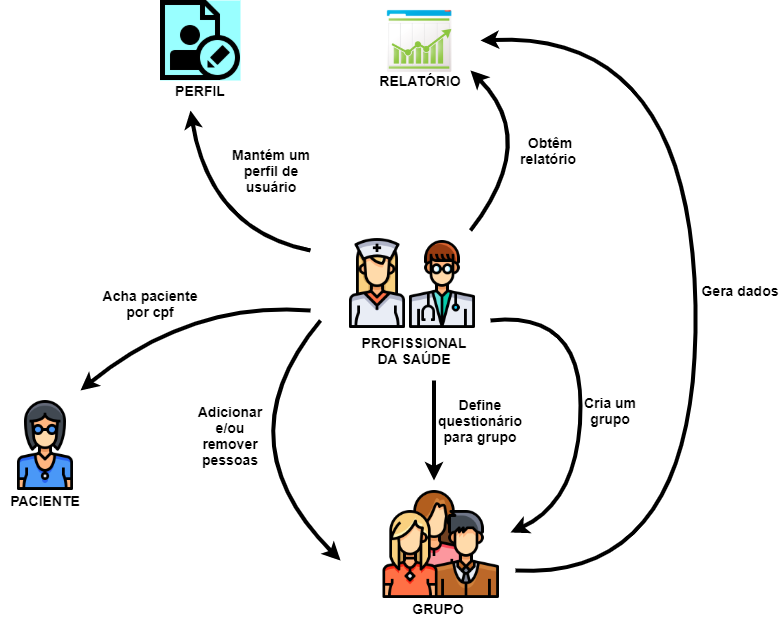 PERFIL
RELATÓRIO
Mantém um
perfil de
usuário
Obtêm
relatório
Acha paciente
por cpf
Gera dados
PROFISSIONAL
DA SAÚDE
Adicionar
e/ou
remover
pessoas
Define
questionário
para grupo
Cria um
grupo
PACIENTE
GRUPO